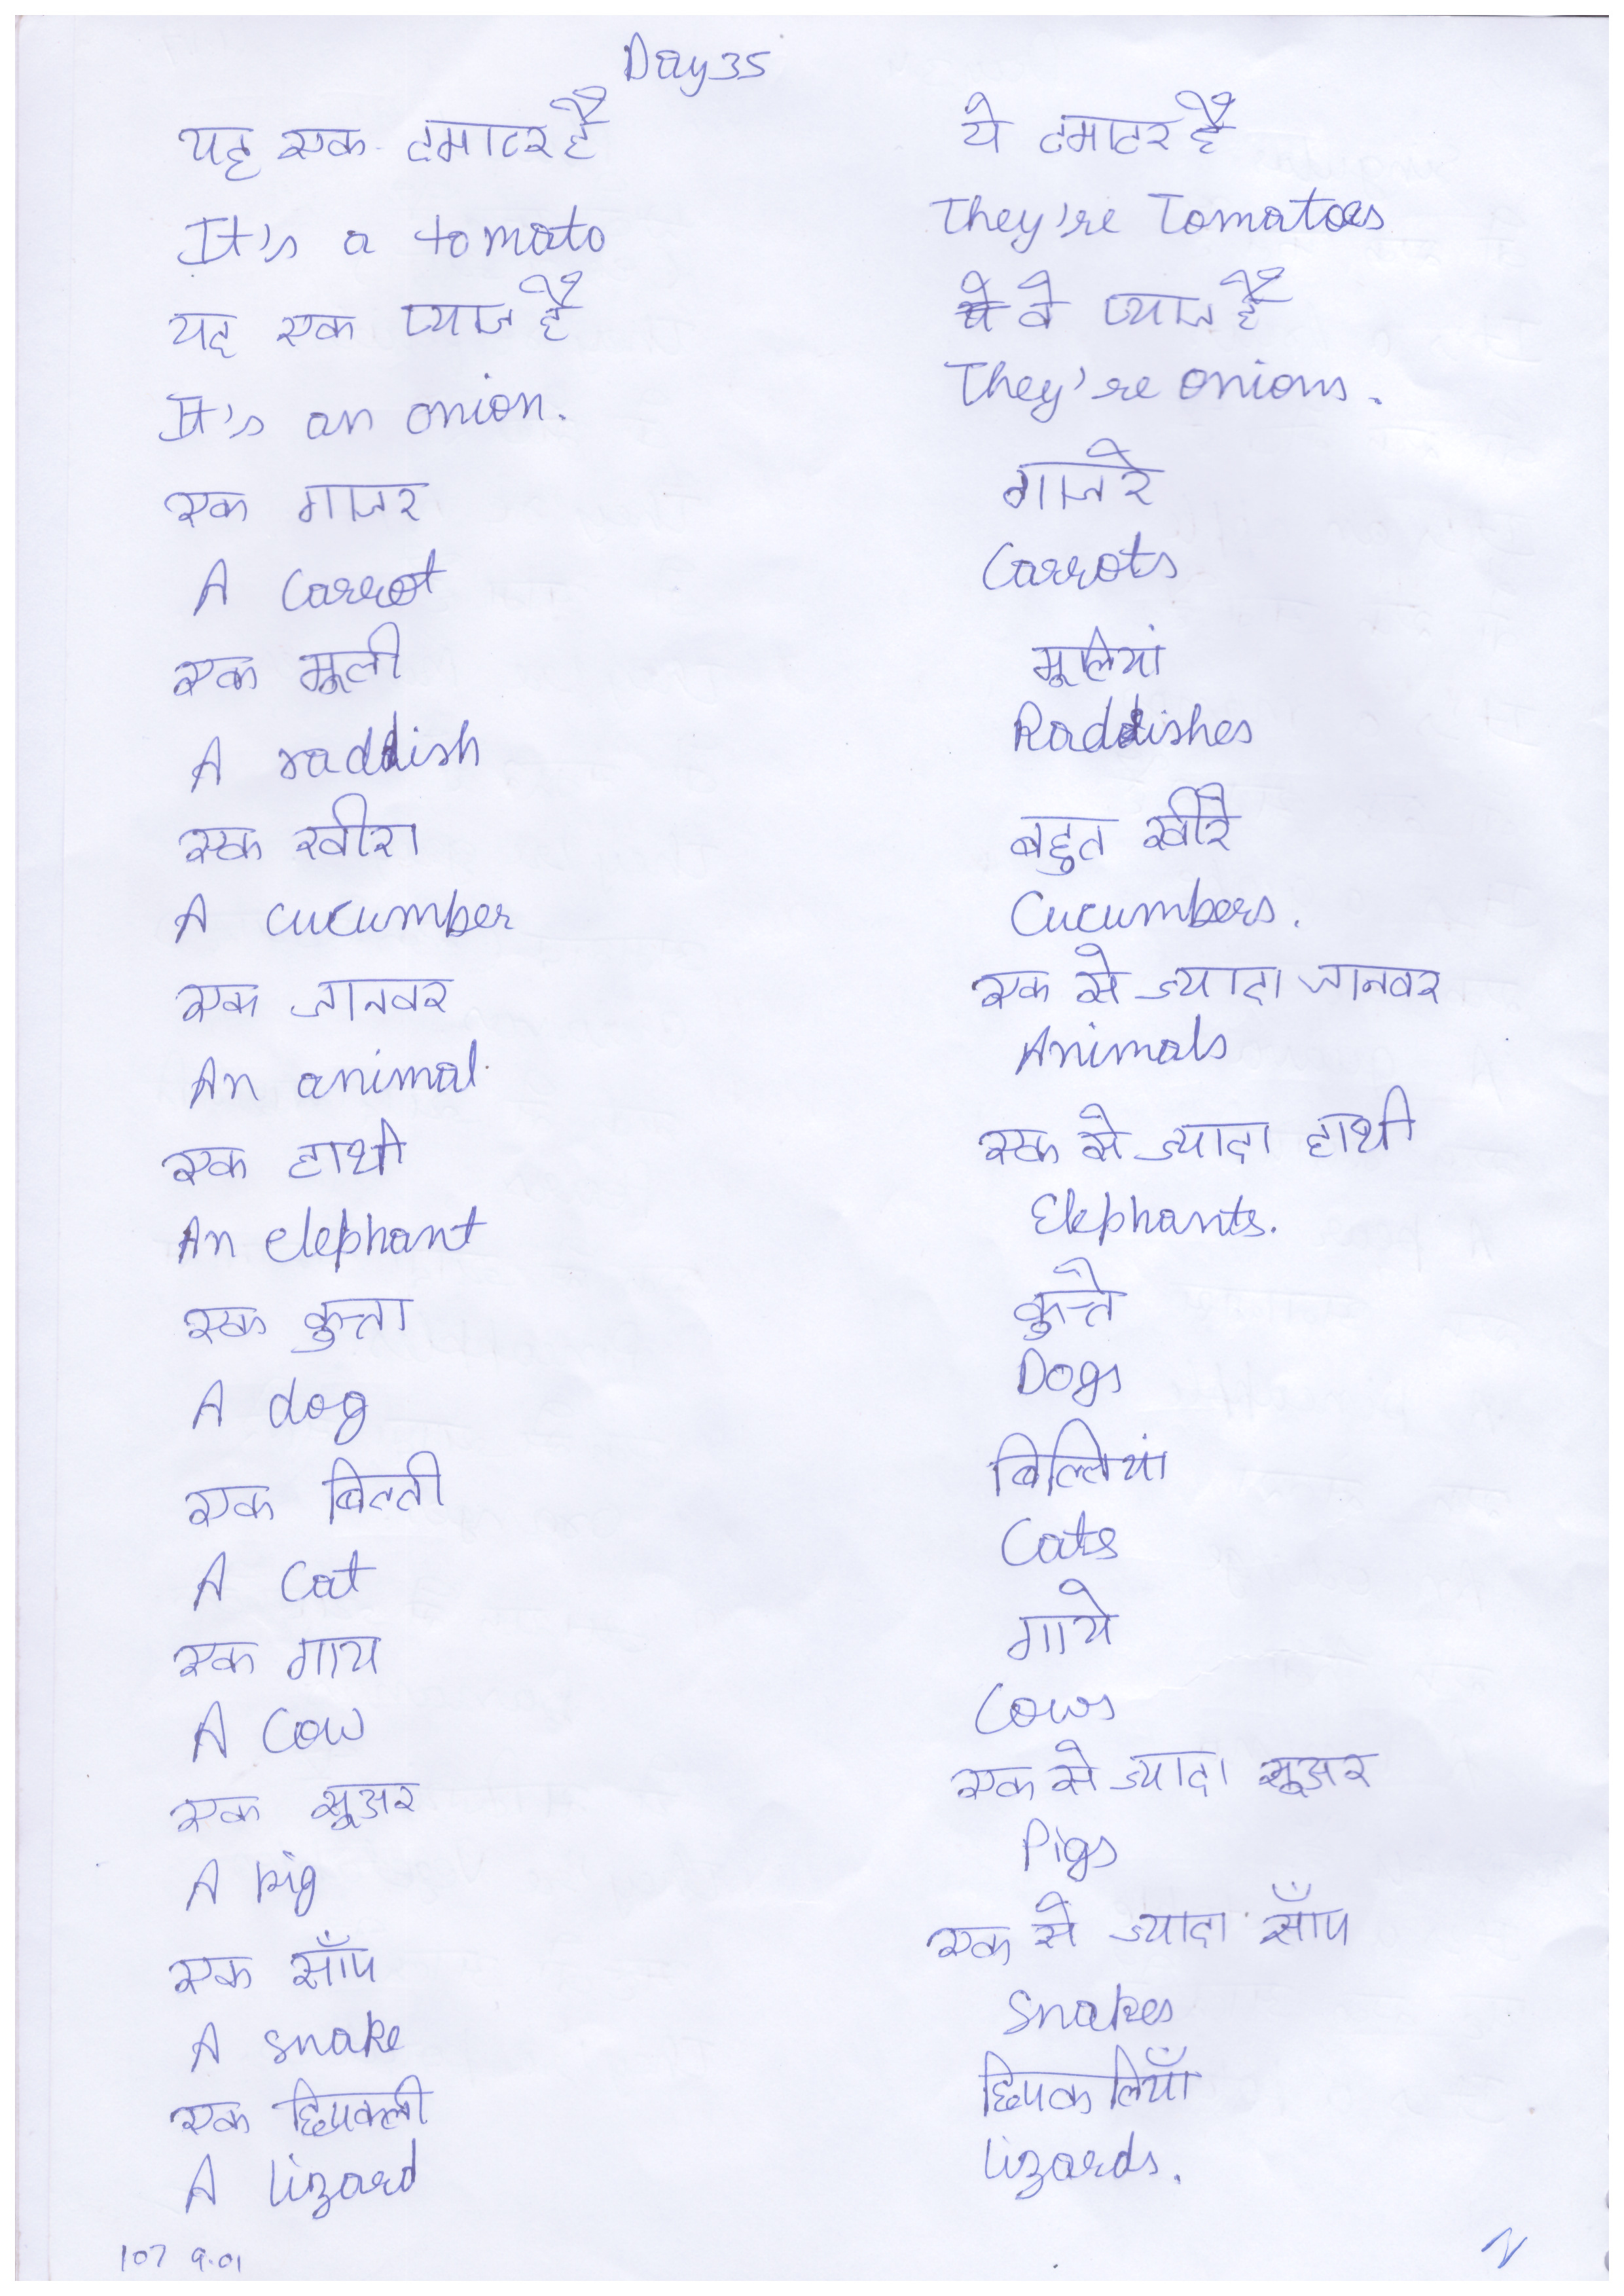 Day 35
यह एक टमाटर है
ये टमाटर है
It's a tomato
They're Tomatoes
यह एक प्याज है
वे प्याज है
It's an onion.
They're onions.
एक गाजर
गाजरे
A Carrot
Carrots
एक मूली
मूलियां
A raddish
Raddishes
एक खीरा
बहुत खीरे
A cucumber
Cucumbers.
एक जानवर
एक से ज्यादा जानवर
An animal.
Animals
एक हाथी
एक से ज्यादा हाथी
An elephant
Elephants.
एक कुत्ता
कुत्ते
A dog
Dogs
एक बिल्ली
बिल्लियां
A Cat
Cats
एक गाय
गाये
A Cow
Cows
एक सूअर
एक से ज्यादा सूअर
A pig
Pigs
एक साँप
एक से ज्यादा साँप
A snake
Snakes
एक छिपकली
छिपकलियाँ
A lizard
Lizards.
107 9.01